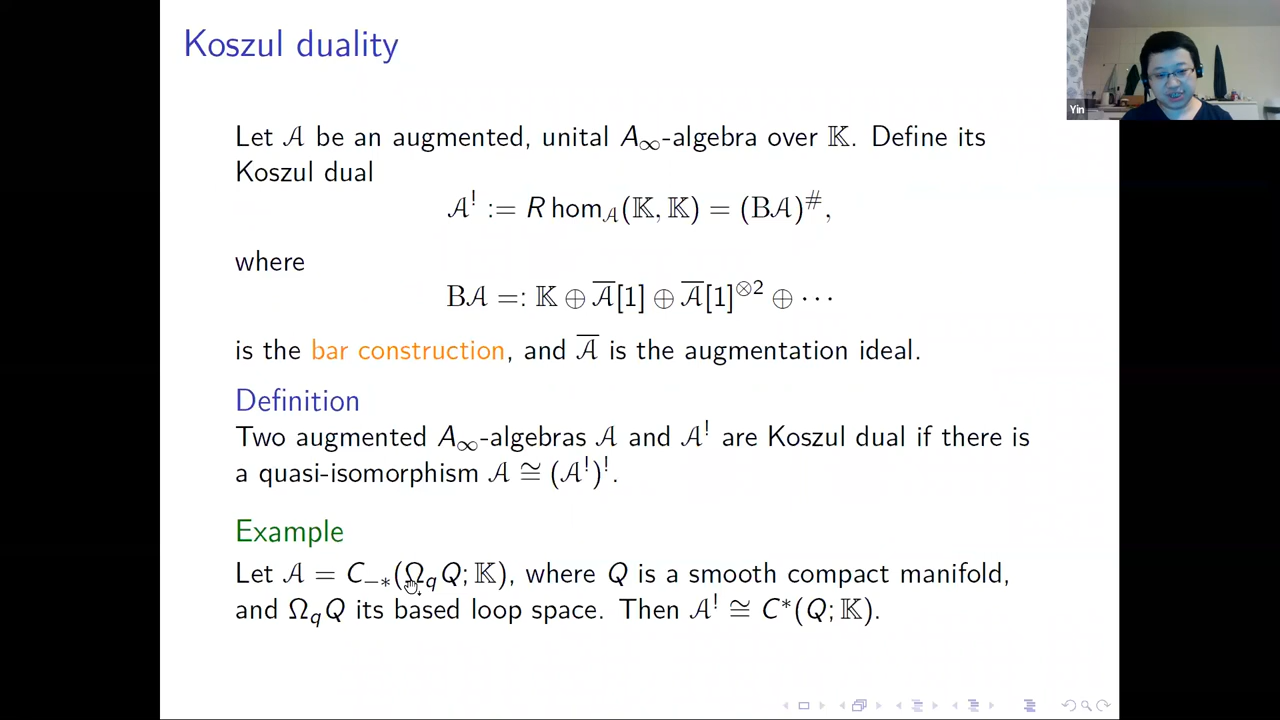 Koszul duality
Yin
Let 𝒜 be an augmented, unital A∞-algebra over 𝕂. Define its
Koszul dual
𝒜^! := R hom_𝒜(𝕂, 𝕂) = (B𝒜)^#,
where
B𝒜 =: 𝕂 ⊕ 𝒜̅[1] ⊕ 𝒜̅[1]^⊗2 ⊕ ⋯
is the bar construction, and 𝒜̅ is the augmentation ideal.
Definition
Two augmented A∞-algebras 𝒜 and 𝒜^! are Koszul dual if there is
a quasi-isomorphism 𝒜 ≅ (𝒜^!)^!.
Example
Let 𝒜 = C_{−*}(Ω_q Q; 𝕂), where Q is a smooth compact manifold,
and Ω_q Q its based loop space. Then 𝒜^! ≅ C^*(Q; 𝕂).